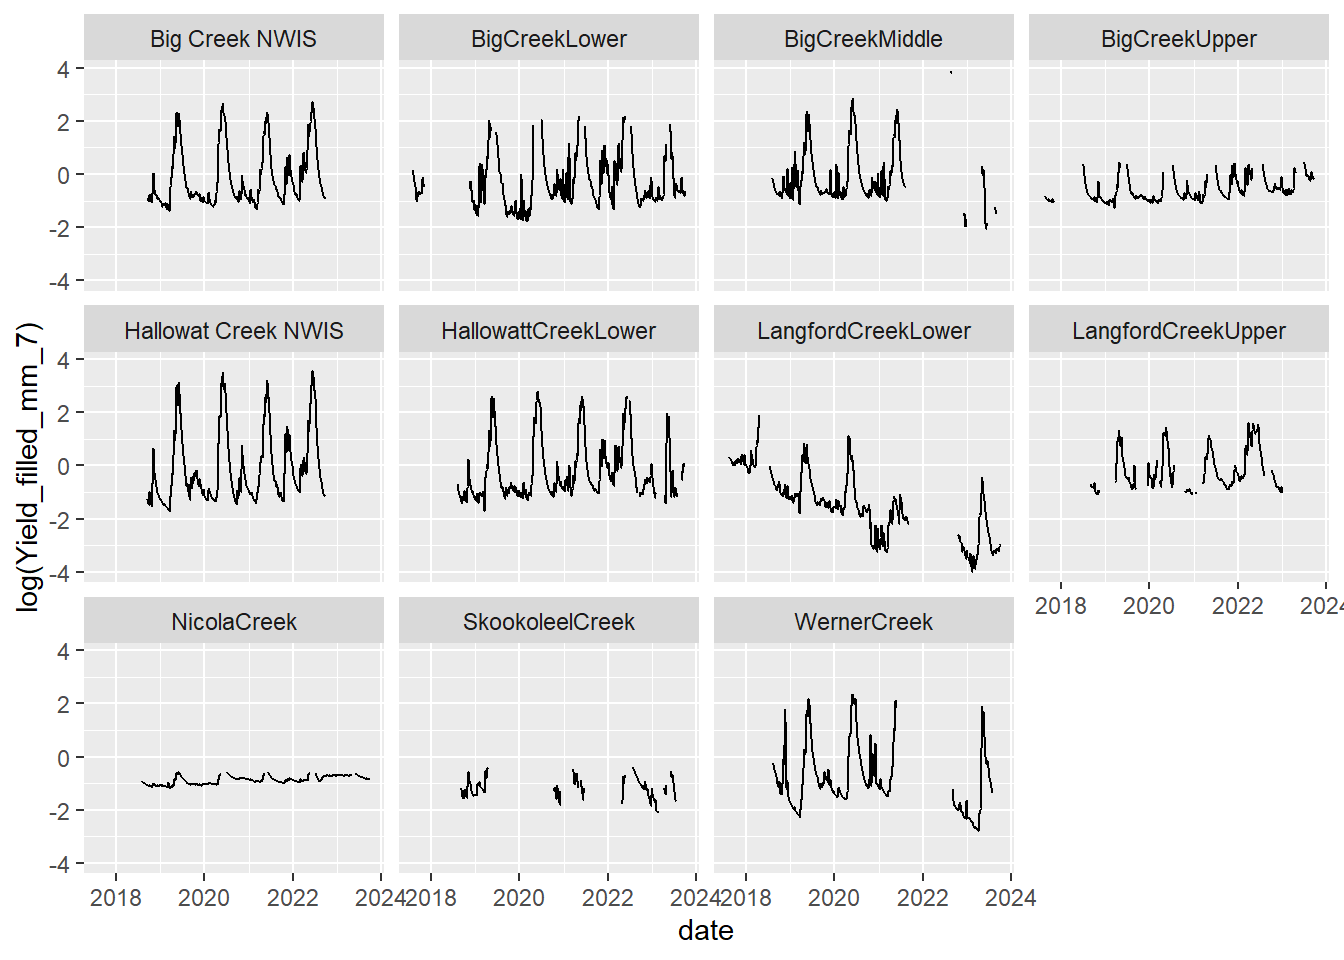 Big Creek NWIS
BigCreekLower
BigCreekMiddle
BigCreekUpper
4
2
0
-2
-4
Hallowat Creek NWIS
HallowattCreekLower
LangfordCreekLower
LangfordCreekUpper
4
2
0
-2
-4
2018
2020
2022
2024
NicolaCreek
SkookoleelCreek
WernerCreek
4
2
0
-2
-4
2018
2020
2022
2024
2018
2020
2022
2024
2018
2020
2022
2024
date
log(Yield_filled_mm_7)